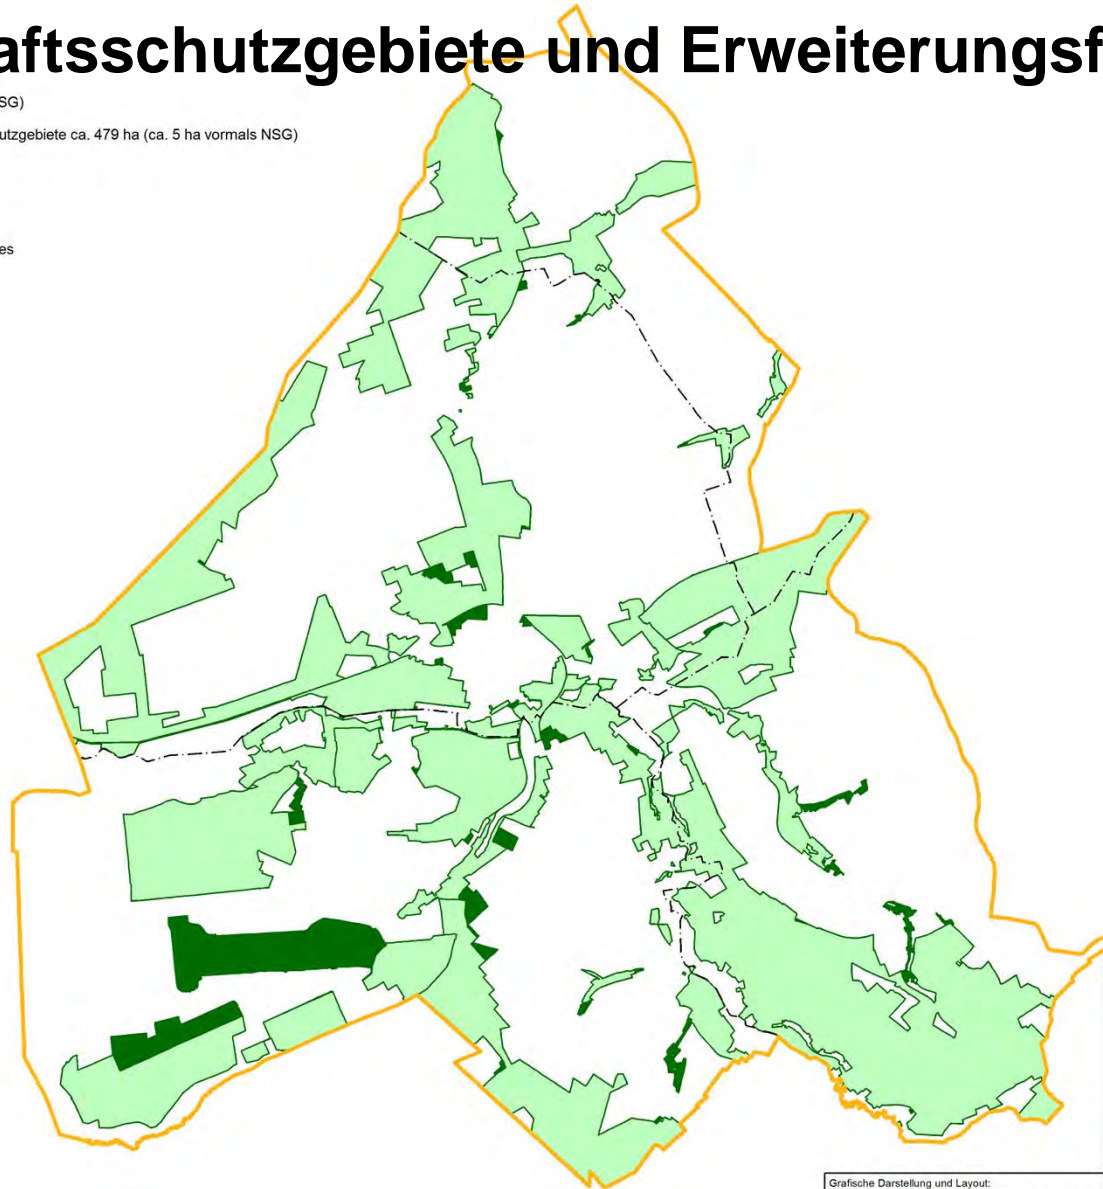 aftsschutzgebiete und Erweiterungsf
SG)
utzgebiete ca. 479 ha (ca. 5 ha vormals NSG)
es
Grafische Darstellung und Layout: